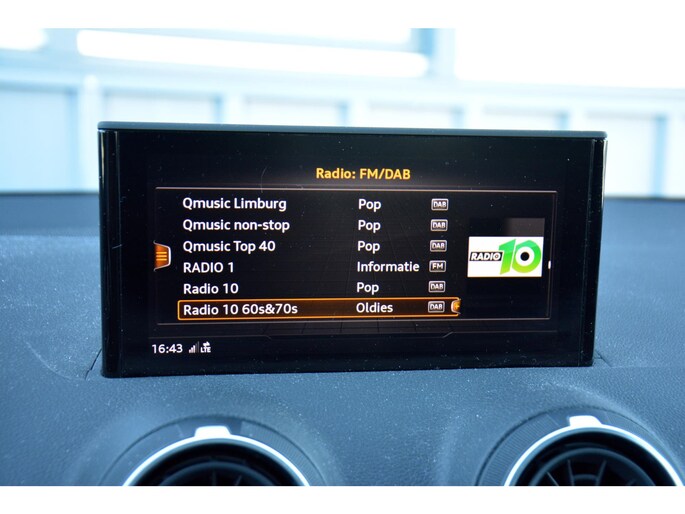 Radio: FM/DAB
Qmusic Limburg Pop DAB
Qmusic non-stop Pop DAB
Qmusic Top 40 Pop DAB
RADIO 1 Informatie FM
Radio 10 Pop DAB
Radio 10 60s&70s Oldies DAB
RADIO 10
16:43 LTE